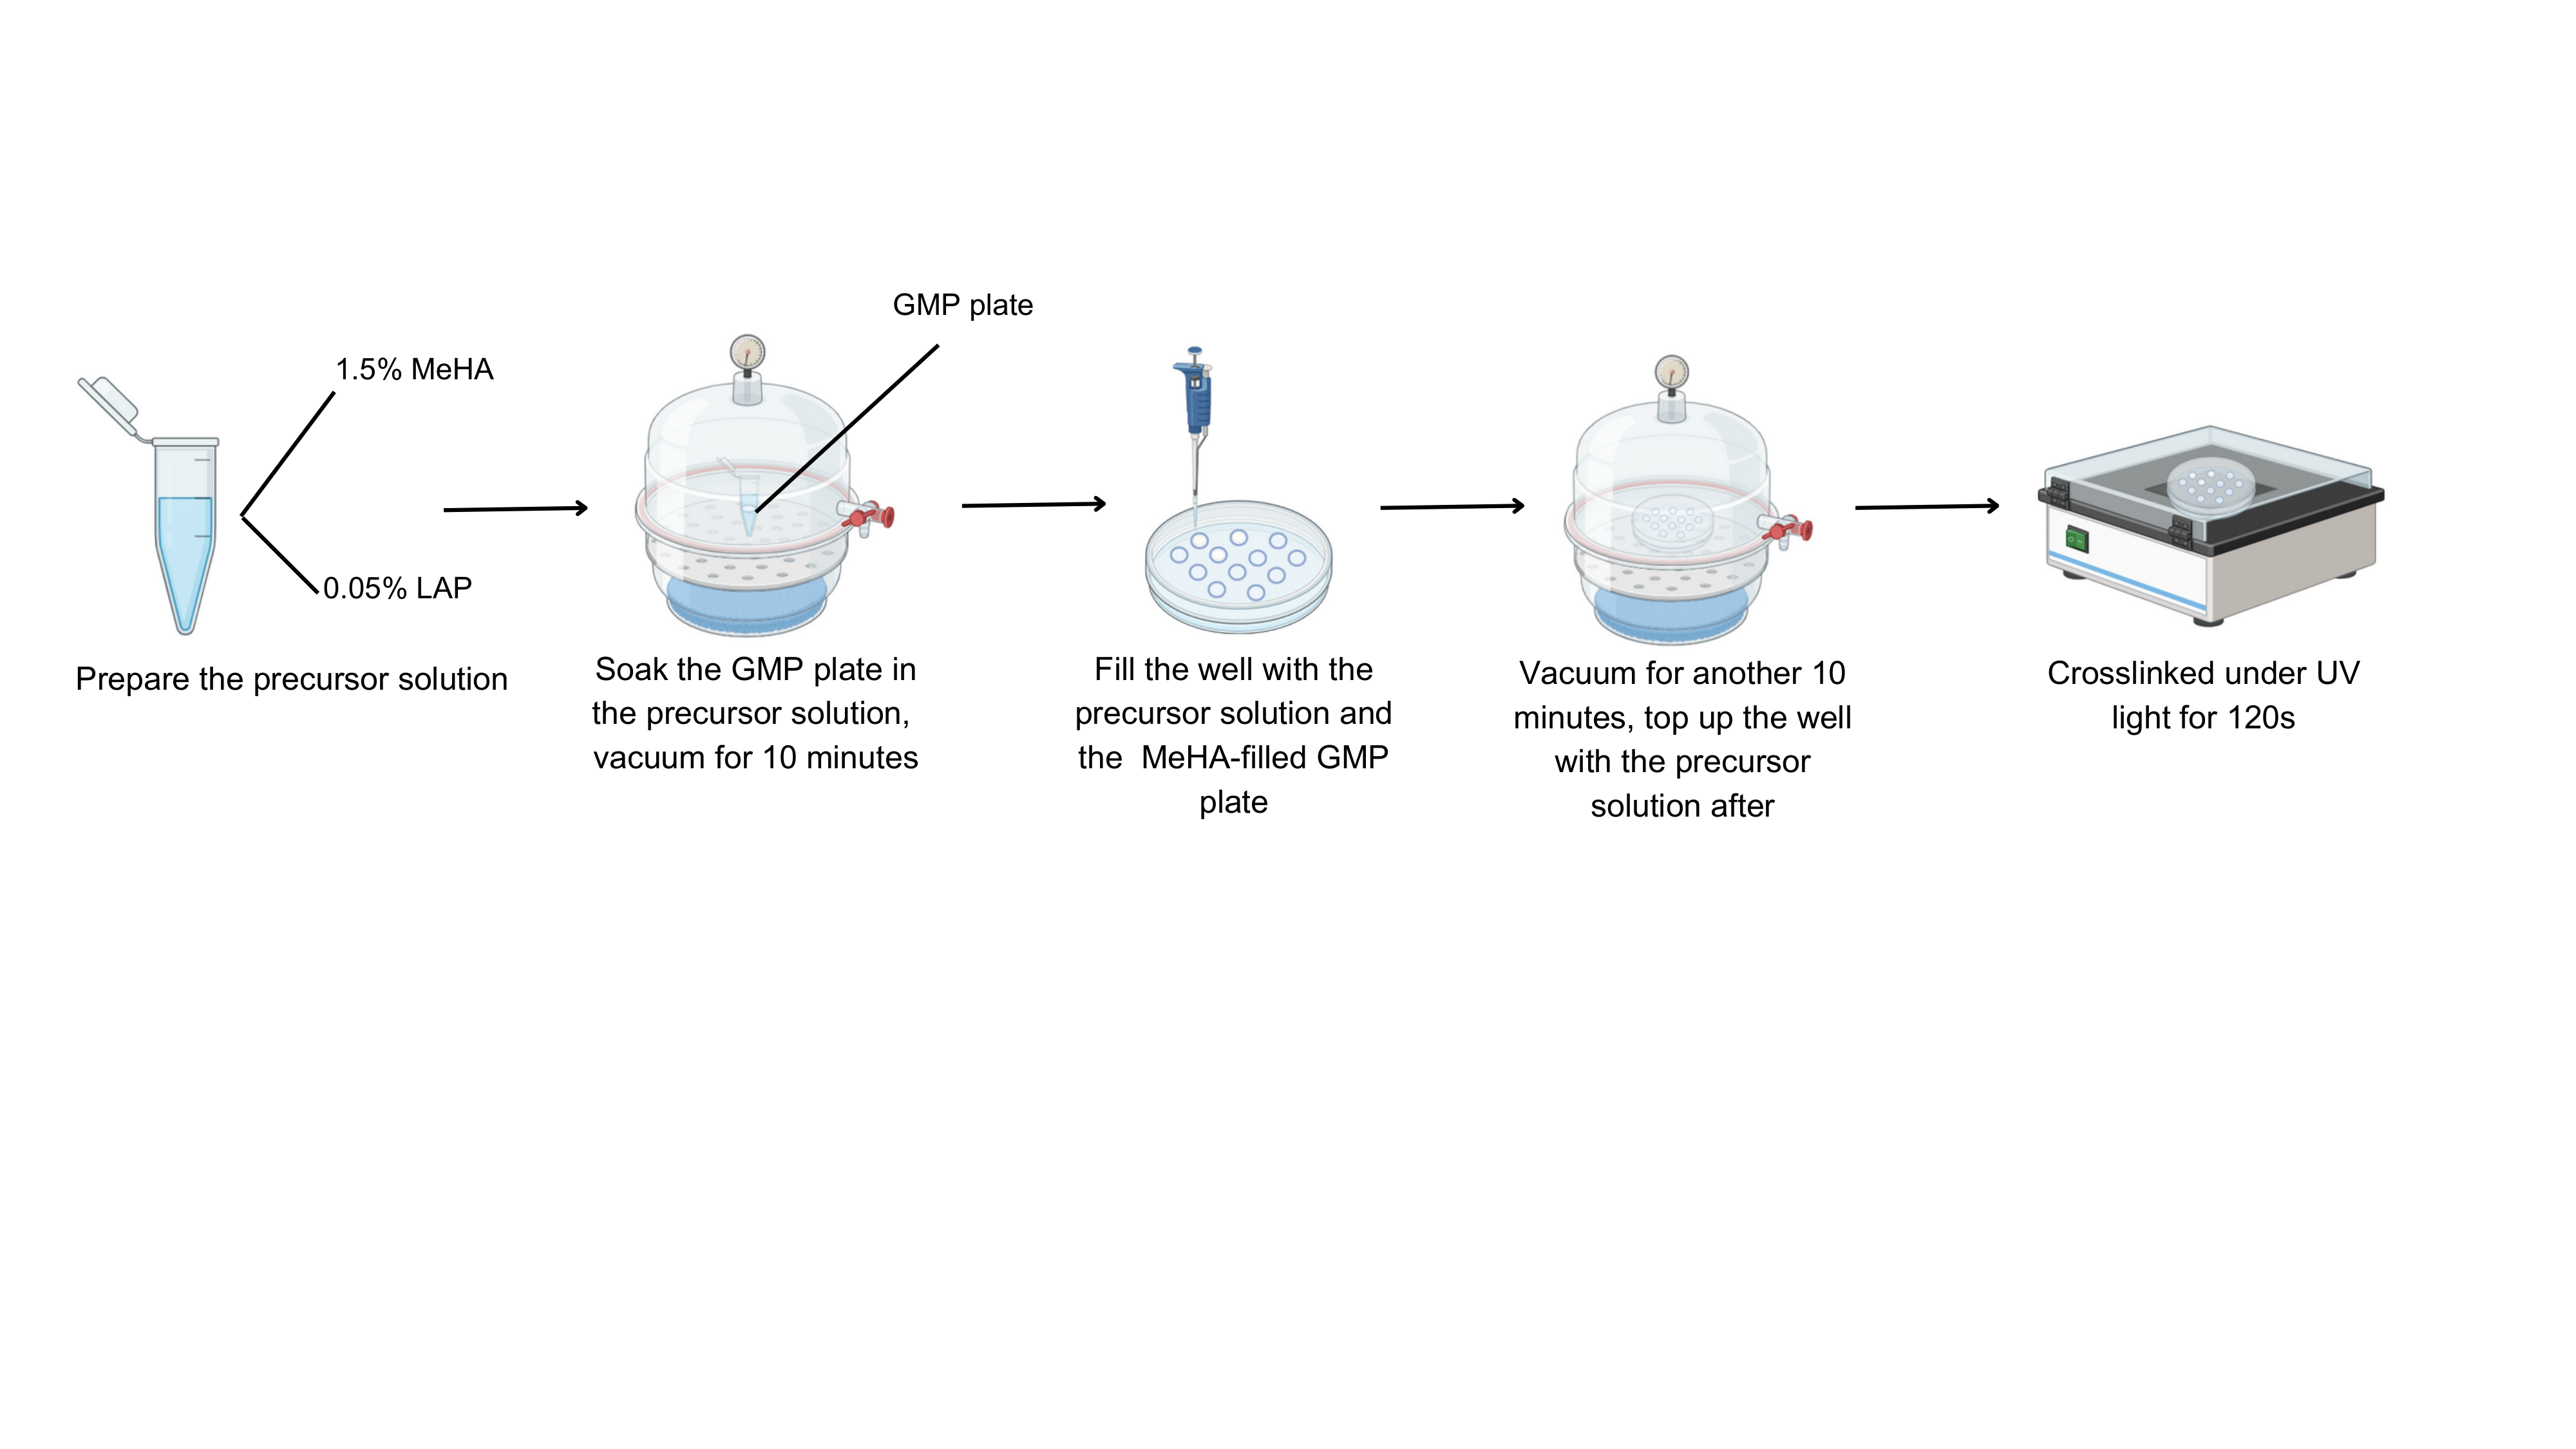 GMP plate
1.5% MeHA
0.05% LAP
Prepare the precursor solution
Soak the GMP plate in
the precursor solution,
vacuum for 10 minutes
Fill the well with the
precursor solution and
the  MeHA-filled GMP
plate
Vacuum for another 10
minutes, top up the well
with the precursor
solution after
Crosslinked under UV
light for 120s